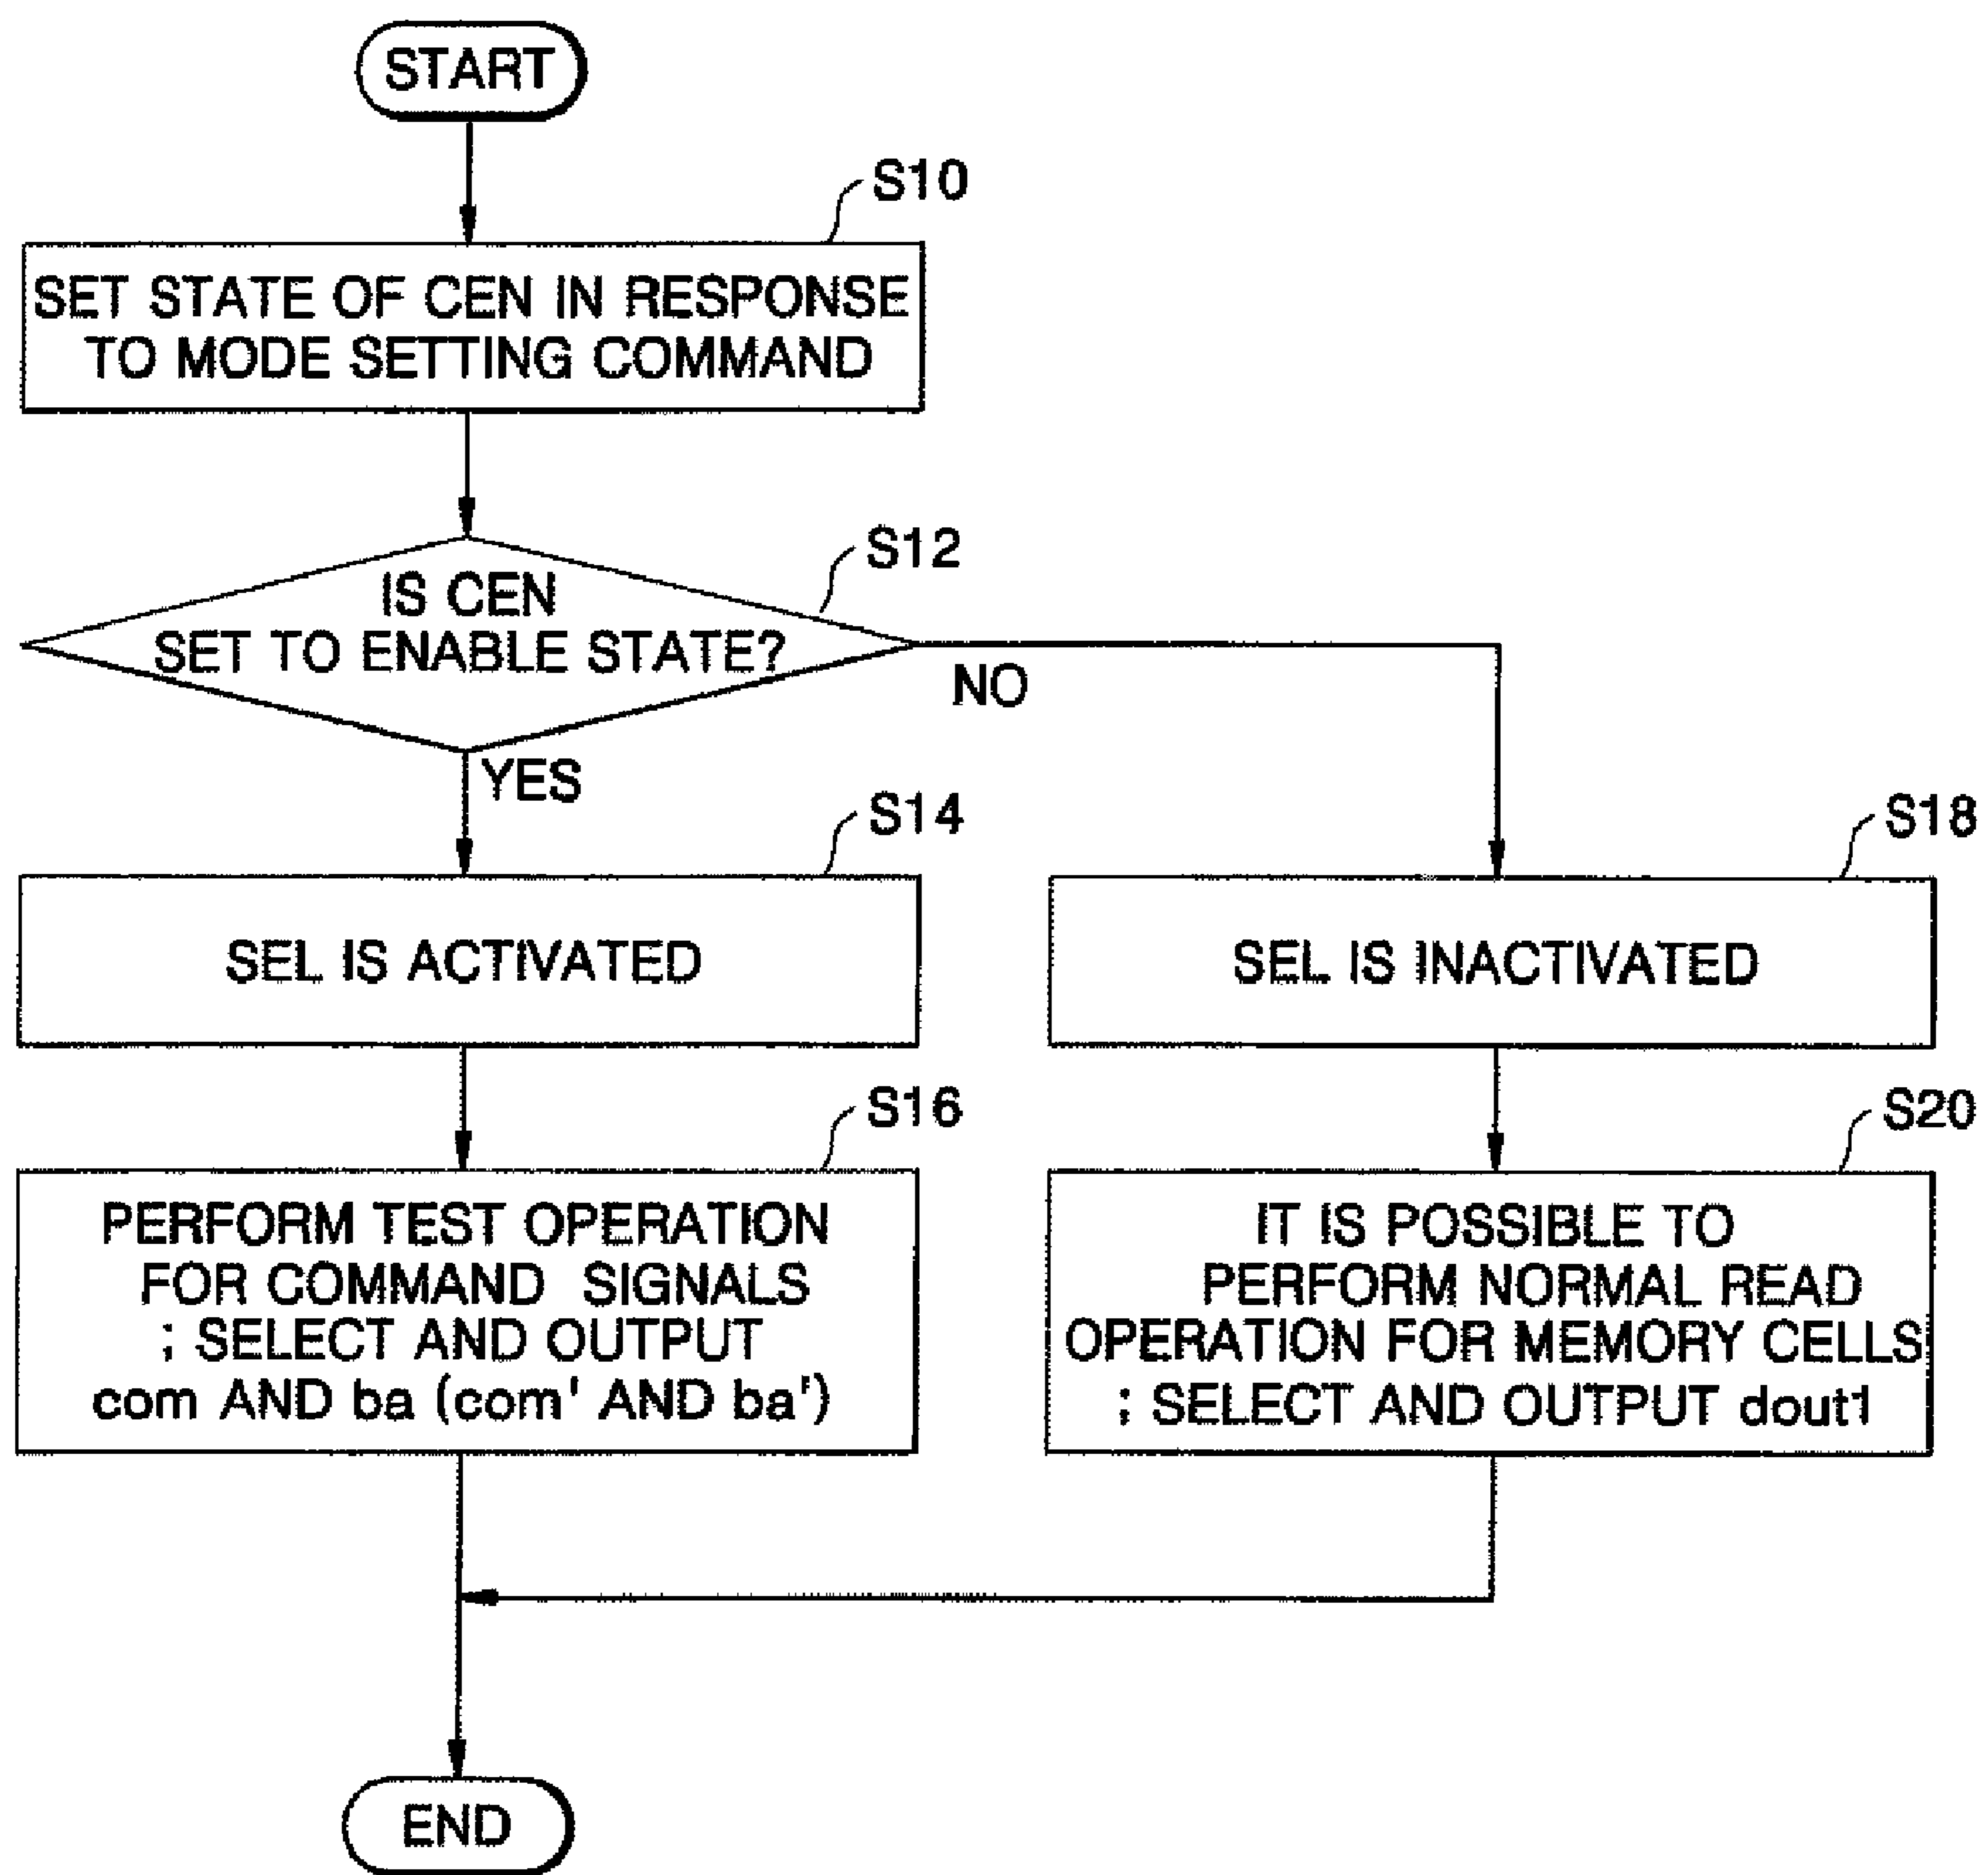 START
S10
SET STATE OF CEN IN RESPONSE
TO MODE SETTING COMMAND
S12
IS CEN
SET TO ENABLE STATE?
NO
YES
S14
SEL IS ACTIVATED
S18
SEL IS INACTIVATED
S16
PERFORM TEST OPERATION
FOR COMMAND SIGNALS
; SELECT AND OUTPUT
com AND ba (com' AND ba')
S20
IT IS POSSIBLE TO
PERFORM NORMAL READ
OPERATION FOR MEMORY CELLS
; SELECT AND OUTPUT dout1
END